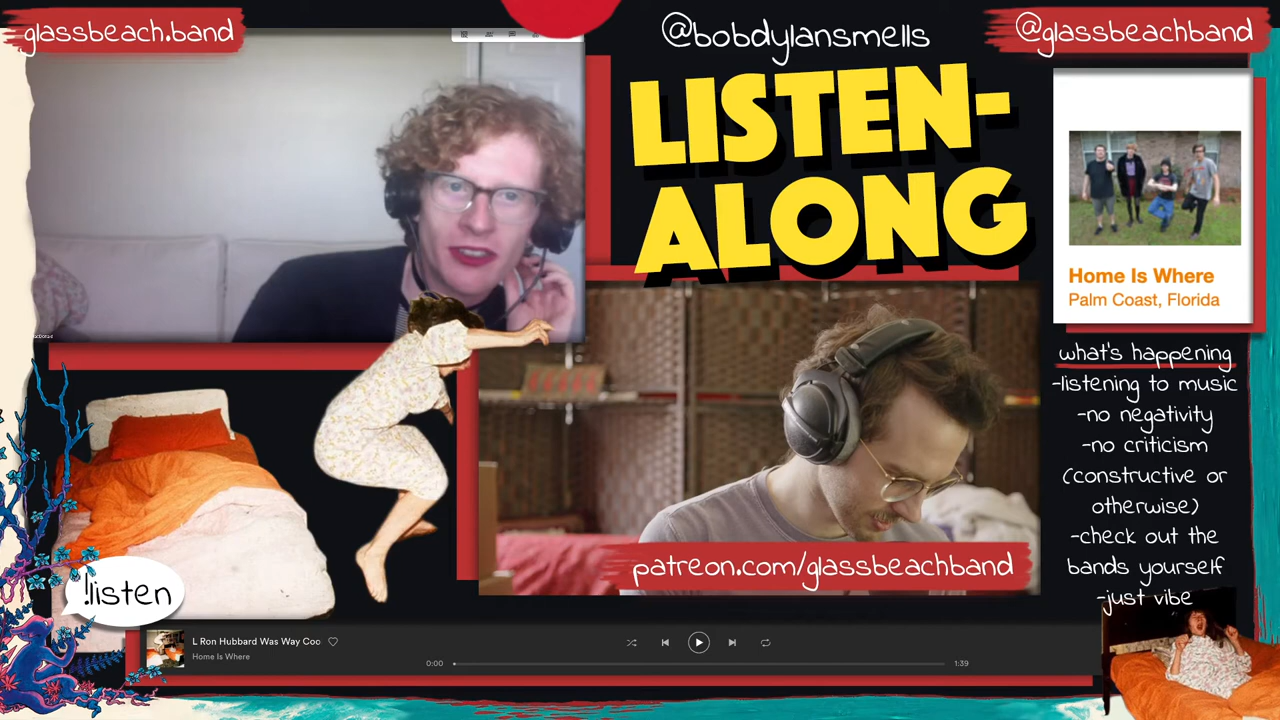 glassbeach.band
@bobdylansmells
@glassbeachband
LISTEN-
ALONG
Home Is Where
Palm Coast, Florida
what's happening
-listening to music
-no negativity
-no criticism
(constructive or
otherwise)
-check out the
bands yourself
-just vibe
patreon.com/glassbeachband
!listen
L Ron Hubbard Was Way Coo
Home Is Where
0:00
1:39